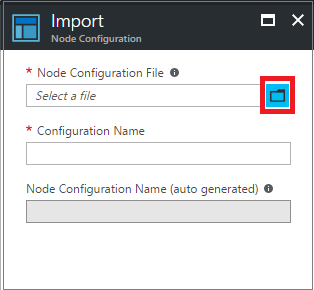 Import
Node Configuration
* Node Configuration File
Select a file
* Configuration Name
Node Configuration Name (auto generated)